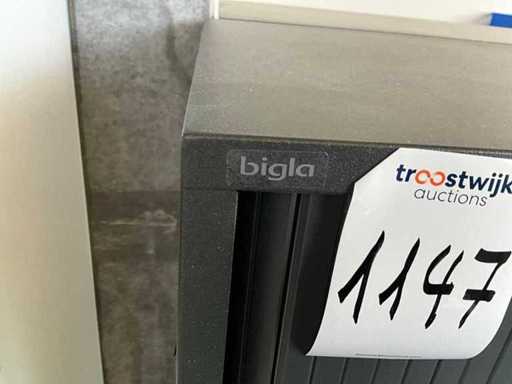 bigla
troostwijk
auctions
1147